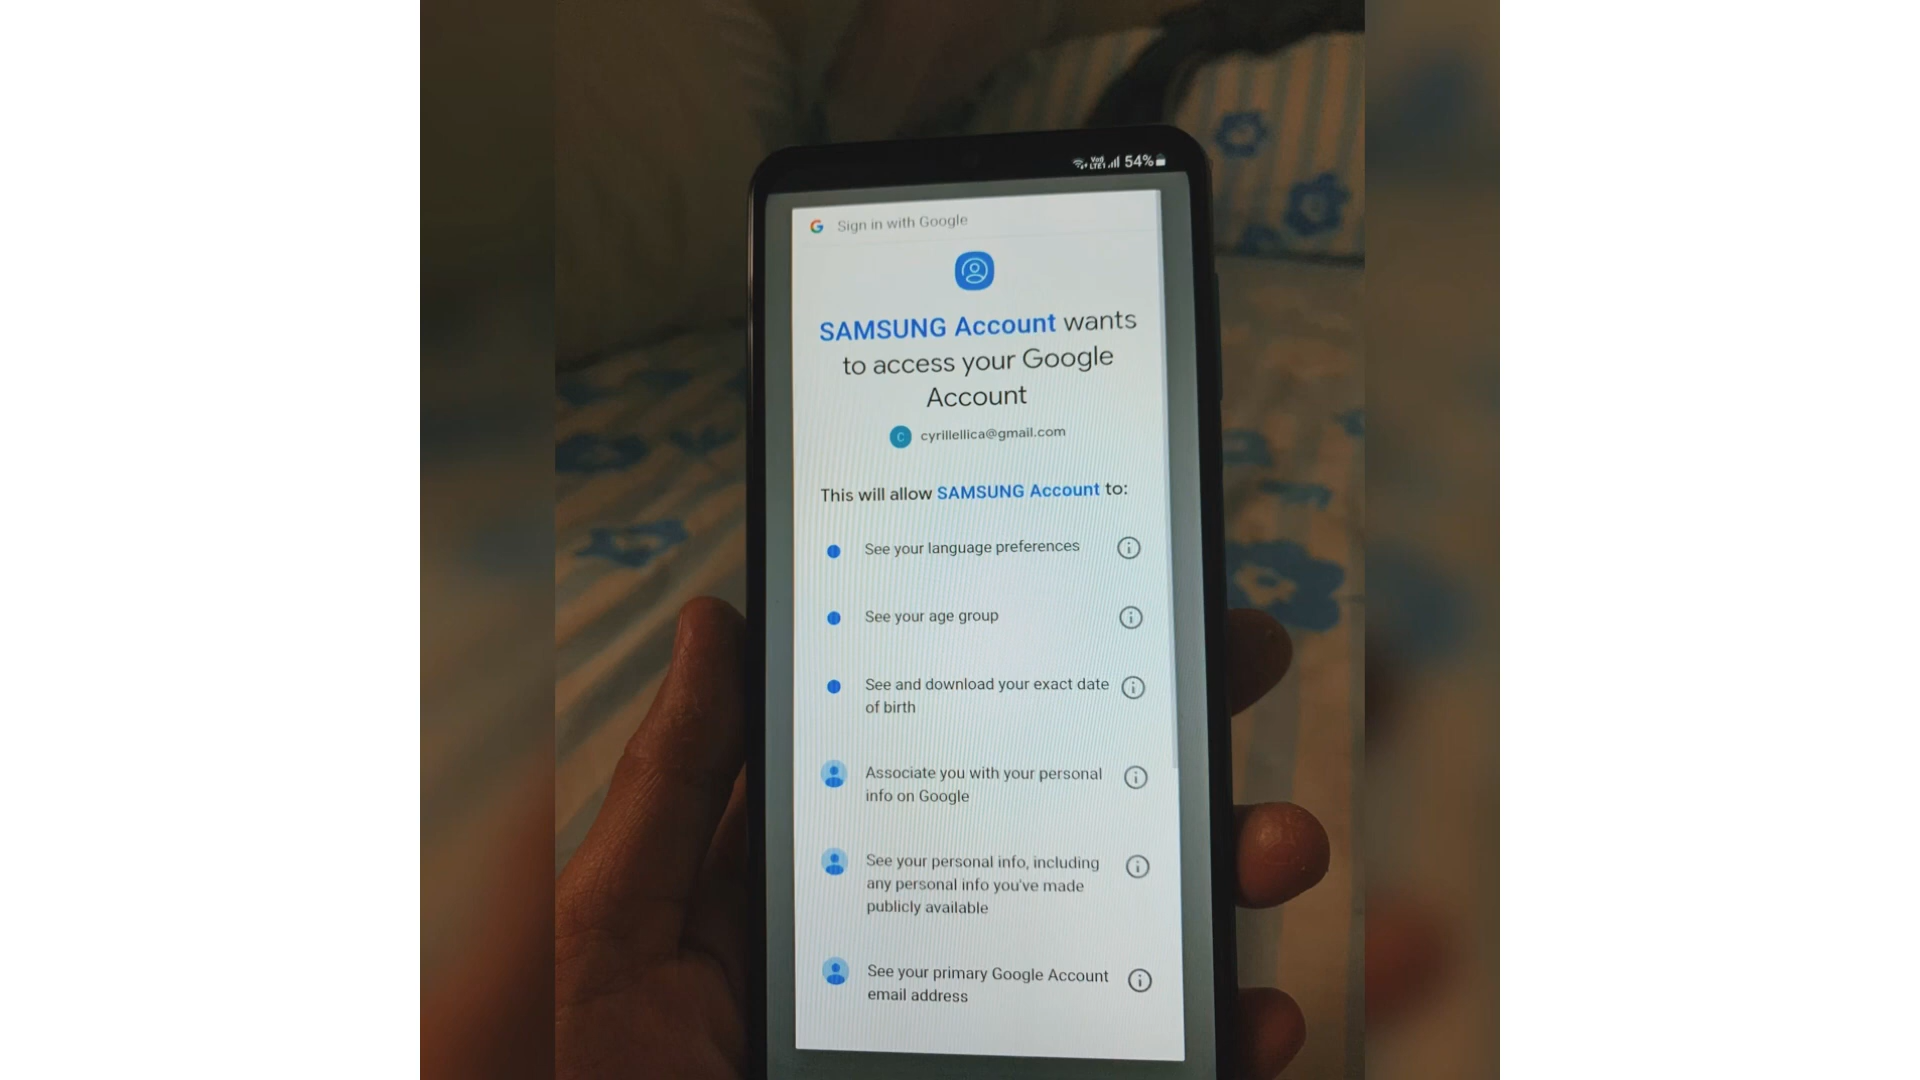 54%
Sign in with Google
SAMSUNG Account wants
to access your Google
Account
C cyrillellica@gmail.com
This will allow SAMSUNG Account to:
See your language preferences
See your age group
See and download your exact date
of birth
Associate you with your personal
info on Google
See your personal info, including
any personal info you've made
publicly available
See your primary Google Account
email address